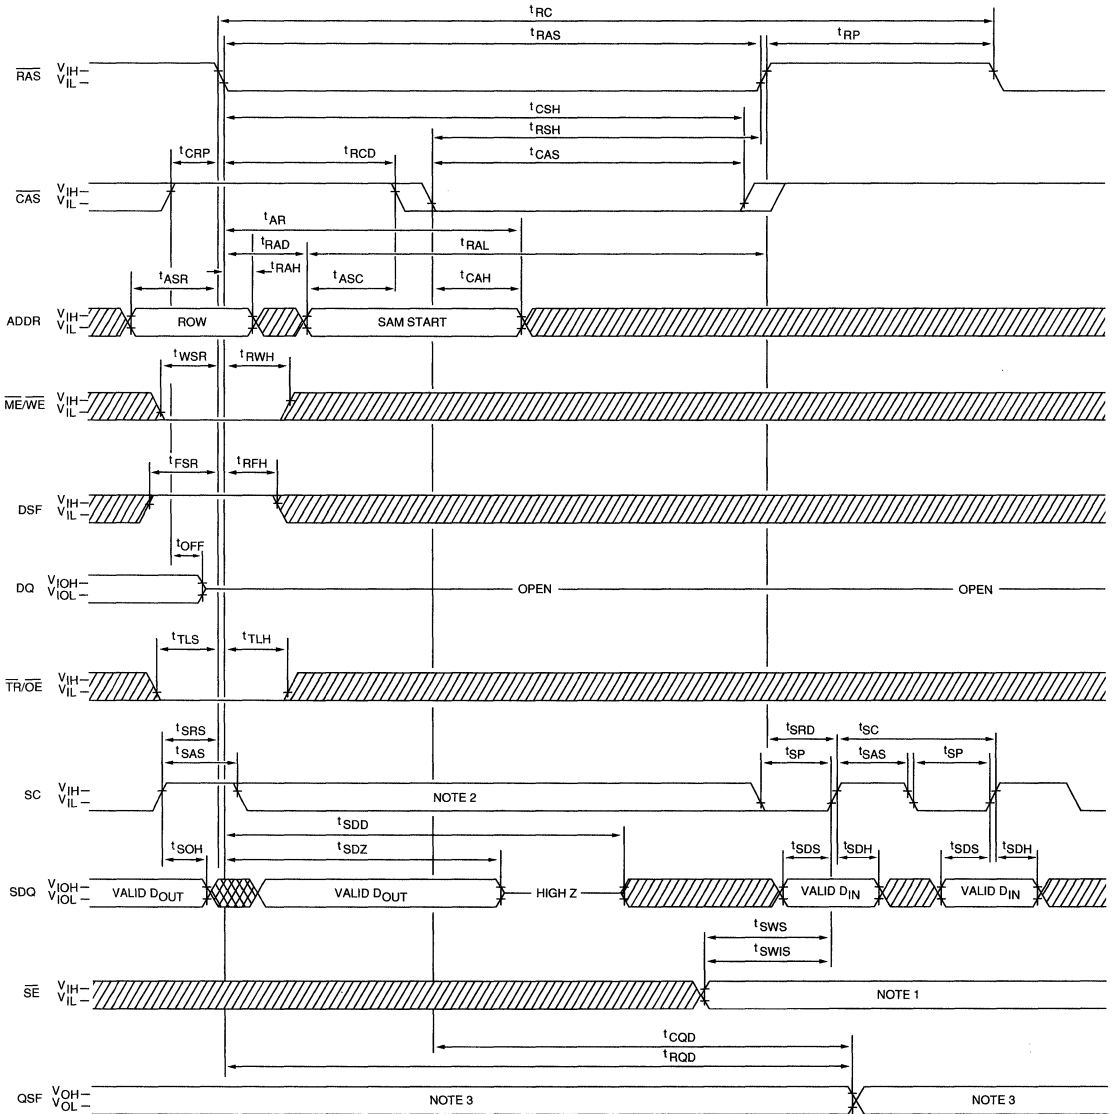 tRC
tRAS
tRP
RAS VIH VIL
tCSH
tRSH
tCRP
tRCD
tCAS
CAS VIH VIL
tAR
tRAD
tRAL
tRAH
tASR
tASC
tCAH
ADDR VIH VIL ROW SAM START
tWSR
tRWH
ME/WE VIH VIL
tFSR
tRFH
DSF VIH VIL
tOFF
DQ VIOH VIOL OPEN OPEN
tTLS
tTLH
TR/OE VIH VIL
tSRS
tSRD
tSC
tSAS
tSP
tSAS
tSP
SC VIH VIL NOTE 2
tSDD
tSOH
tSDZ
tSDS
tSDH
tSDS
tSDH
SDQ VIOH VIOL VALID DOUT VALID DOUT HIGH Z VALID DIN VALID DIN
tSWS
tSWIS
SE VIH VIL NOTE 1
tCQD
tRQD
QSF VOH VOL NOTE 3 NOTE 3